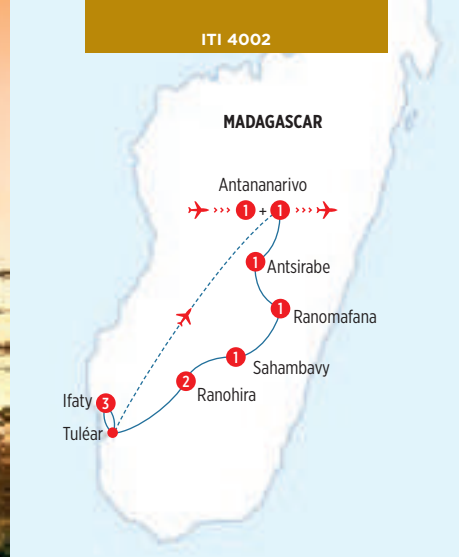 ITI 4002
MADAGASCAR
Antananarivo
1 + 1
1 Antsirabe
1 Ranomafana
1 Sahambavy
2 Ranohira
Ifaty 3
Tuléar